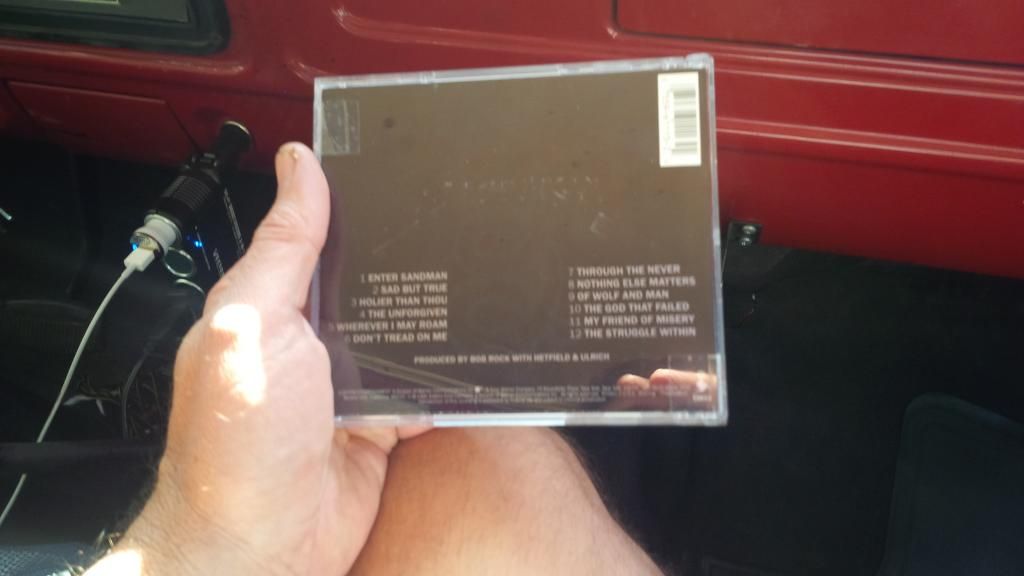 1 ENTER SANDMAN
2 SAD BUT TRUE
3 HOLIER THAN THOU
4 THE UNFORGIVEN
5 WHEREVER I MAY ROAM
6 DON'T TREAD ON ME
7 THROUGH THE NEVER
8 NOTHING ELSE MATTERS
9 OF WOLF AND MAN
10 THE GOD THAT FAILED
11 MY FRIEND OF MISERY
12 THE STRUGGLE WITHIN
PRODUCED BY BOB ROCK WITH HETFIELD & ULRICH